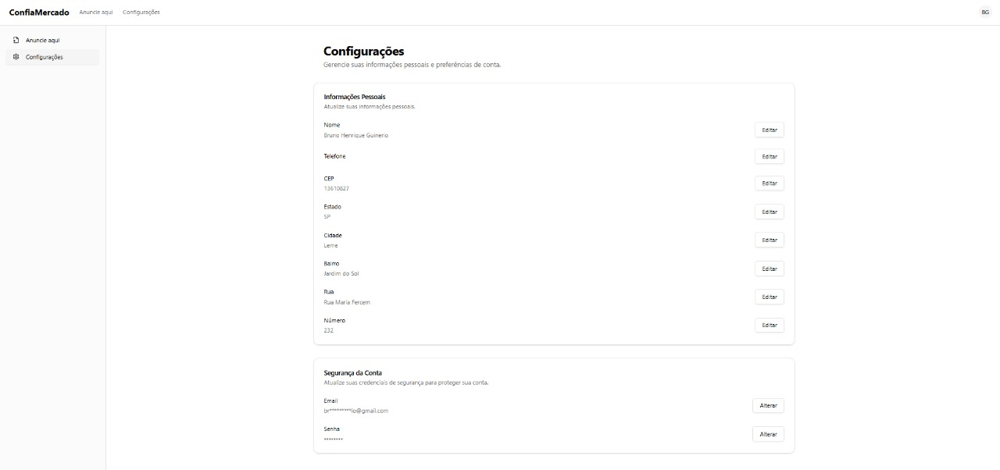 ConfiaMercado Anuncie aqui Configurações BG
Anuncie aqui
Configurações
Configurações
Gerencie suas informações pessoais e preferências de conta.
Informações Pessoais
Atualize suas informações pessoais.
Nome
Bruno Henrique Guinerio
Editar
Telefone
Editar
CEP
13610827
Editar
Estado
SP
Editar
Cidade
Leme
Editar
Bairro
Jardim do Sol
Editar
Rua
Rua Maria Fercem
Editar
Número
232
Editar
Segurança da Conta
Atualize suas credenciais de segurança para proteger sua conta.
Email
br*********io@gmail.com
Alterar
Senha
••••••••
Alterar